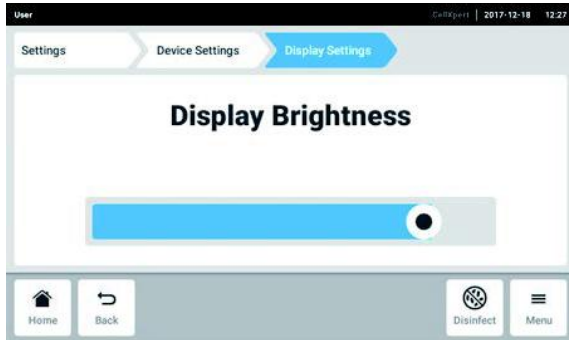 User CellXpert | 2017-12-18 12:27
Settings Device Settings Display Settings
Display Brightness
Home Back Disinfect Menu